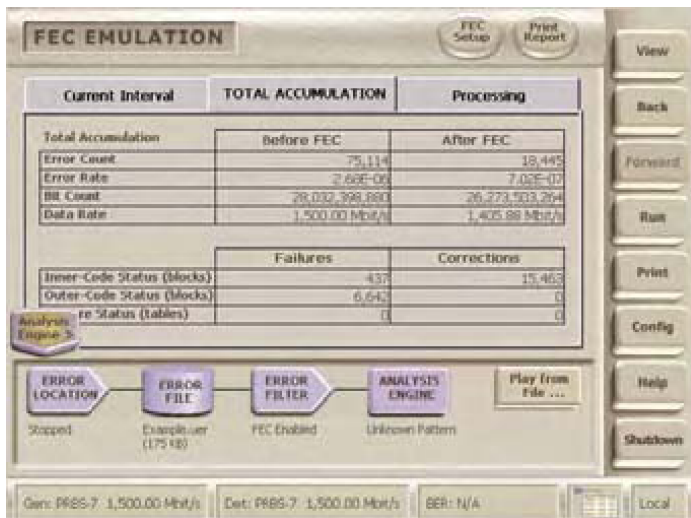 FEC EMULATION
FEC Setup
Print Report
View
Back
Forward
Run
Print
Config
Help
Shutdown
Current Interval
TOTAL ACCUMULATION
Processing
Total Accumulation
Before FEC
After FEC
Error Count 75,114 18,445
Error Rate 2.68E-06 7.02E-07
Bit Count 28,032,398,880 26,273,503,264
Data Rate 1,500.00 Mbit/s 1,405.88 Mbit/s
Failures
Corrections
Inner-Code Status (blocks) 437 15,463
Outer-Code Status (blocks) 6,642 0
re Status (tables) 0 0
Analysis
Engine 5
ERROR LOCATION
ERROR FILE
ERROR FILTER
ANALYSIS ENGINE
Play from File ...
Stopped
Example.uer
(175 KB)
FEC Enabled
Unknown Pattern
Gen: PRBS-7 1,500.00 Mbit/s
Det: PRBS-7 1,500.00 Mbit/s
BER: N/A
Local